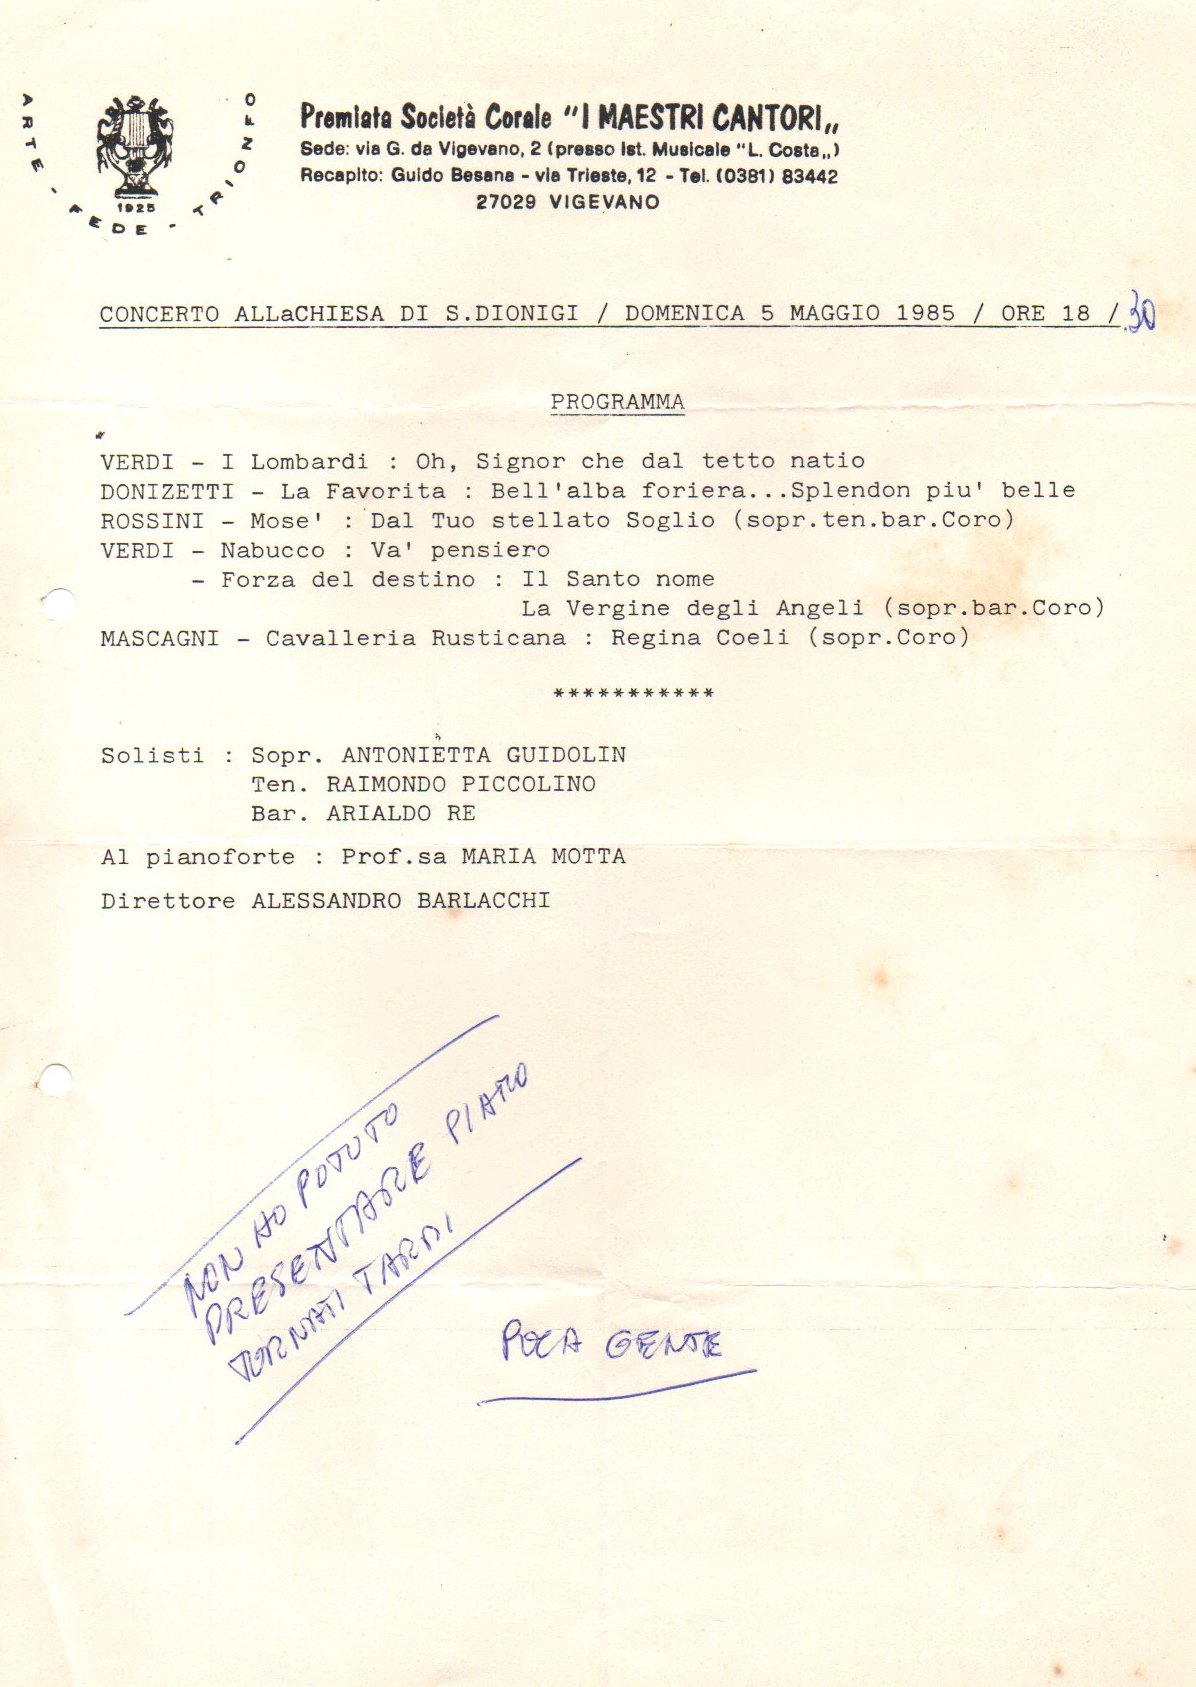 ARTE - FEDE - TRIONFO
1925
Premiata Società Corale "I MAESTRI CANTORI„
Sede: via G. da Vigevano, 2 (presso Ist. Musicale "L. Costa„)
Recapito: Guido Besana - via Trieste, 12 - Tel. (0381) 83442
27029 VIGEVANO
CONCERTO ALLaCHIESA DI S.DIONIGI / DOMENICA 5 MAGGIO 1985 / ORE 18 /.30
PROGRAMMA
VERDI - I Lombardi : Oh, Signor che dal tetto natio
DONIZETTI - La Favorita : Bell'alba foriera...Splendon piu' belle
ROSSINI - Mose' : Dal Tuo stellato Soglio (sopr.ten.bar.Coro)
VERDI - Nabucco : Va' pensiero
- Forza del destino : Il Santo nome
La Vergine degli Angeli (sopr.bar.Coro)
MASCAGNI - Cavalleria Rusticana : Regina Coeli (sopr.Coro)
***********
Solisti : Sopr. ANTONIETTA GUIDOLIN
Ten. RAIMONDO PICCOLINO
Bar. ARIALDO RE
Al pianoforte : Prof.sa MARIA MOTTA
Direttore ALESSANDRO BARLACCHI
NON HO POTUTO
PRESENTARE PIANO
TORNATI TARDI
POCA GENTE